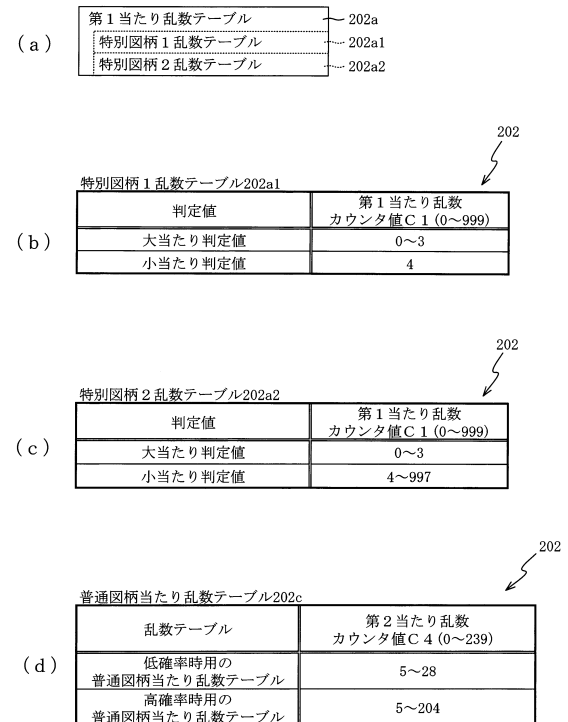 (a)
第1当たり乱数テーブル 202a
特別図柄1乱数テーブル 202a1
特別図柄2乱数テーブル 202a2
202
特別図柄1乱数テーブル202a1
(b)
判定値 第1当たり乱数
カウンタ値C1(0~999)
大当たり判定値 0~3
小当たり判定値 4
202
特別図柄2乱数テーブル202a2
(c)
判定値 第1当たり乱数
カウンタ値C1(0~999)
大当たり判定値 0~3
小当たり判定値 4~997
202
普通図柄当たり乱数テーブル202c
(d)
乱数テーブル 第2当たり乱数
カウンタ値C4(0~239)
低確率時用の
普通図柄当たり乱数テーブル 5~28
高確率時用の
普通図柄当たり乱数テーブル 5~204